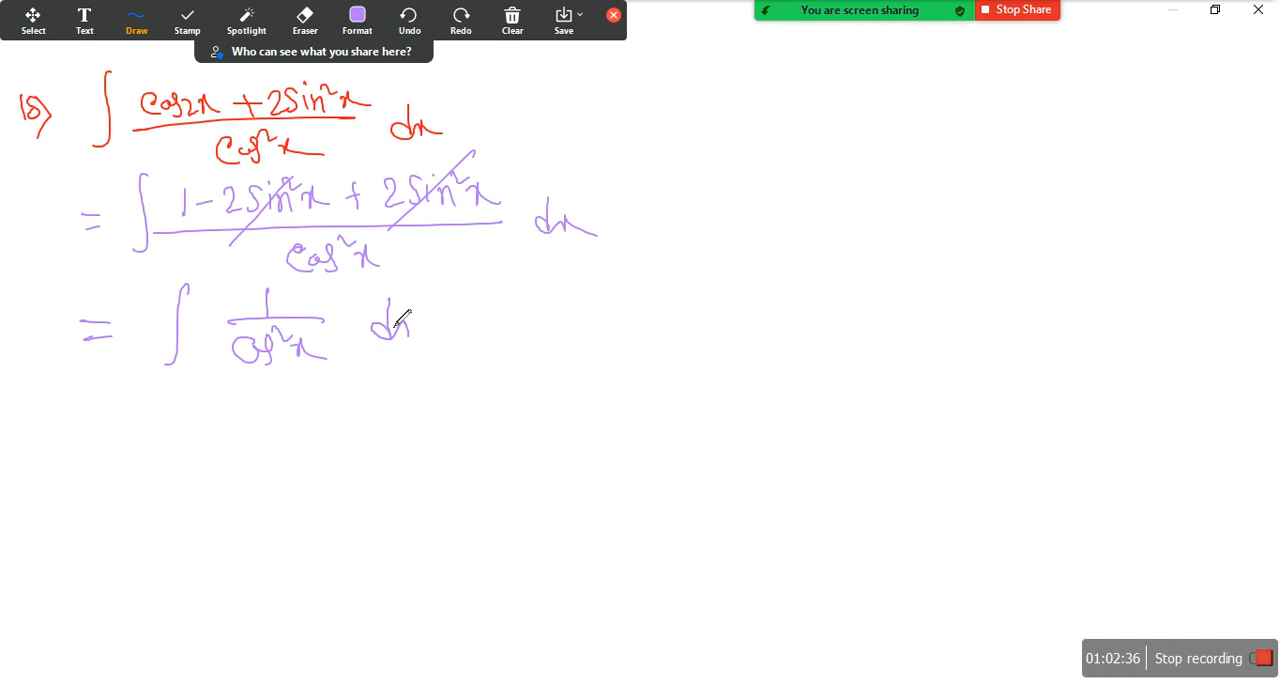 Select Text Draw Stamp Spotlight Eraser Format Undo Redo Clear Save
You are screen sharing Stop Share
Who can see what you share here?
18) ∫ (Cos2x + 2Sin²x) / (Cos²x) dx
= ∫ (1 - 2Sin²x + 2Sin²x) / (Cos²x) dx
= ∫ 1 / (Cos²x) dx
01:02:36 Stop recording